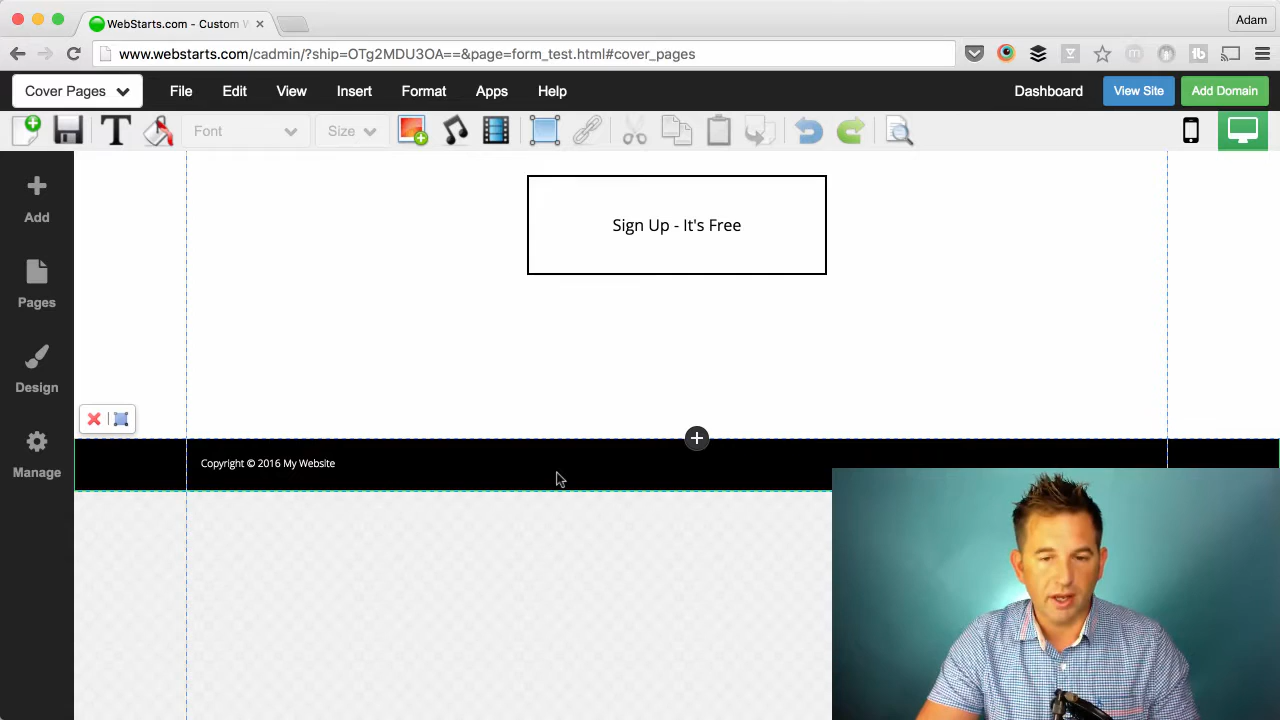 WebStarts.com - Custom W
Adam
www.webstarts.com/cadmin/?ship=OTg2MDU3OA==&page=form_test.html#cover_pages
Cover Pages
File
Edit
View
Insert
Format
Apps
Help
Dashboard
View Site
Add Domain
T
Font
Size
Add
Pages
Design
Manage
Sign Up - It's Free
Copyright © 2016 My Website